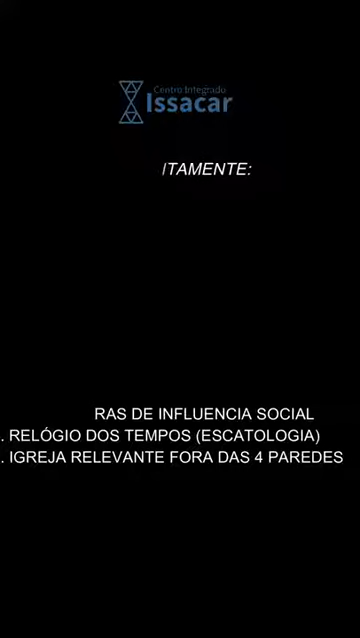 Centro Integrado
Issacar
ITAMENTE:
RAS DE INFLUENCIA SOCIAL
. RELÓGIO DOS TEMPOS (ESCATOLOGIA)
. IGREJA RELEVANTE FORA DAS 4 PAREDES